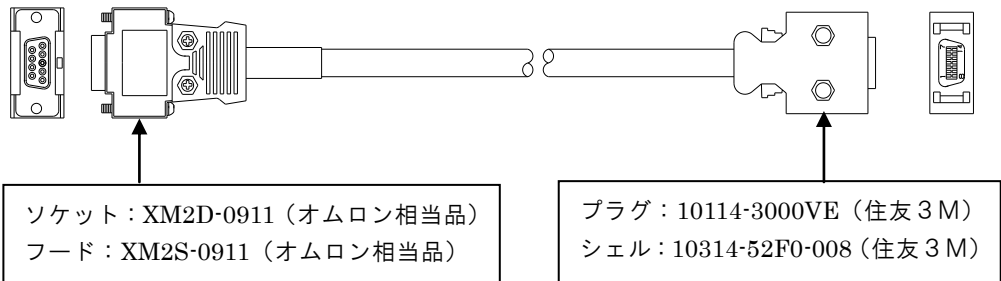 ソケット：XM2D-0911（オムロン相当品）
フード：XM2S-0911（オムロン相当品）
プラグ：10114-3000VE（住友３Ｍ）
シェル：10314-52F0-008（住友３Ｍ）